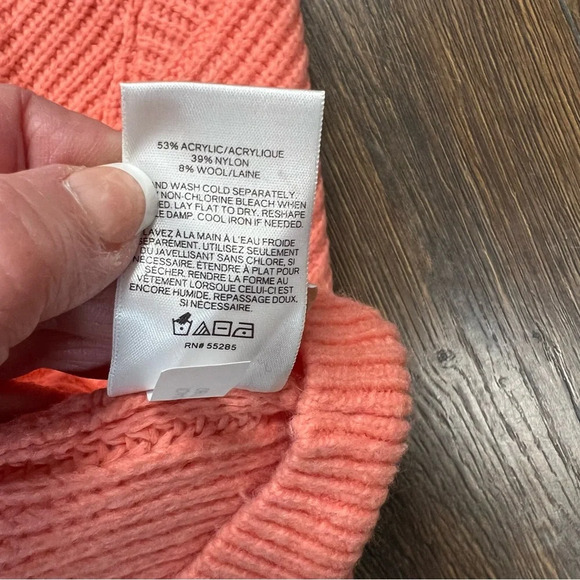 53% ACRYLIC/ACRYLIQUE
39% NYLON
8% WOOL/LAINE
WASH COLD SEPARATELY.
NON-CHLORINE BLEACH WHEN
LAY FLAT TO DRY. RESHAPE
DAMP. COOL IRON IF NEEDED.
LAVEZ À LA MAIN À L'EAU FROIDE
SÉPARÉMENT. UTILISEZ SEULEMENT
DU JAVELLISANT SANS CHLORE, SI
NÉCESSAIRE. ÉTENDRE À PLAT POUR
SÉCHER. RENDRE LA FORME AU
VÊTEMENT LORSQUE CELUI-CI EST
ENCORE HUMIDE. REPASSAGE DOUX,
SI NÉCESSAIRE.
RN# 55285